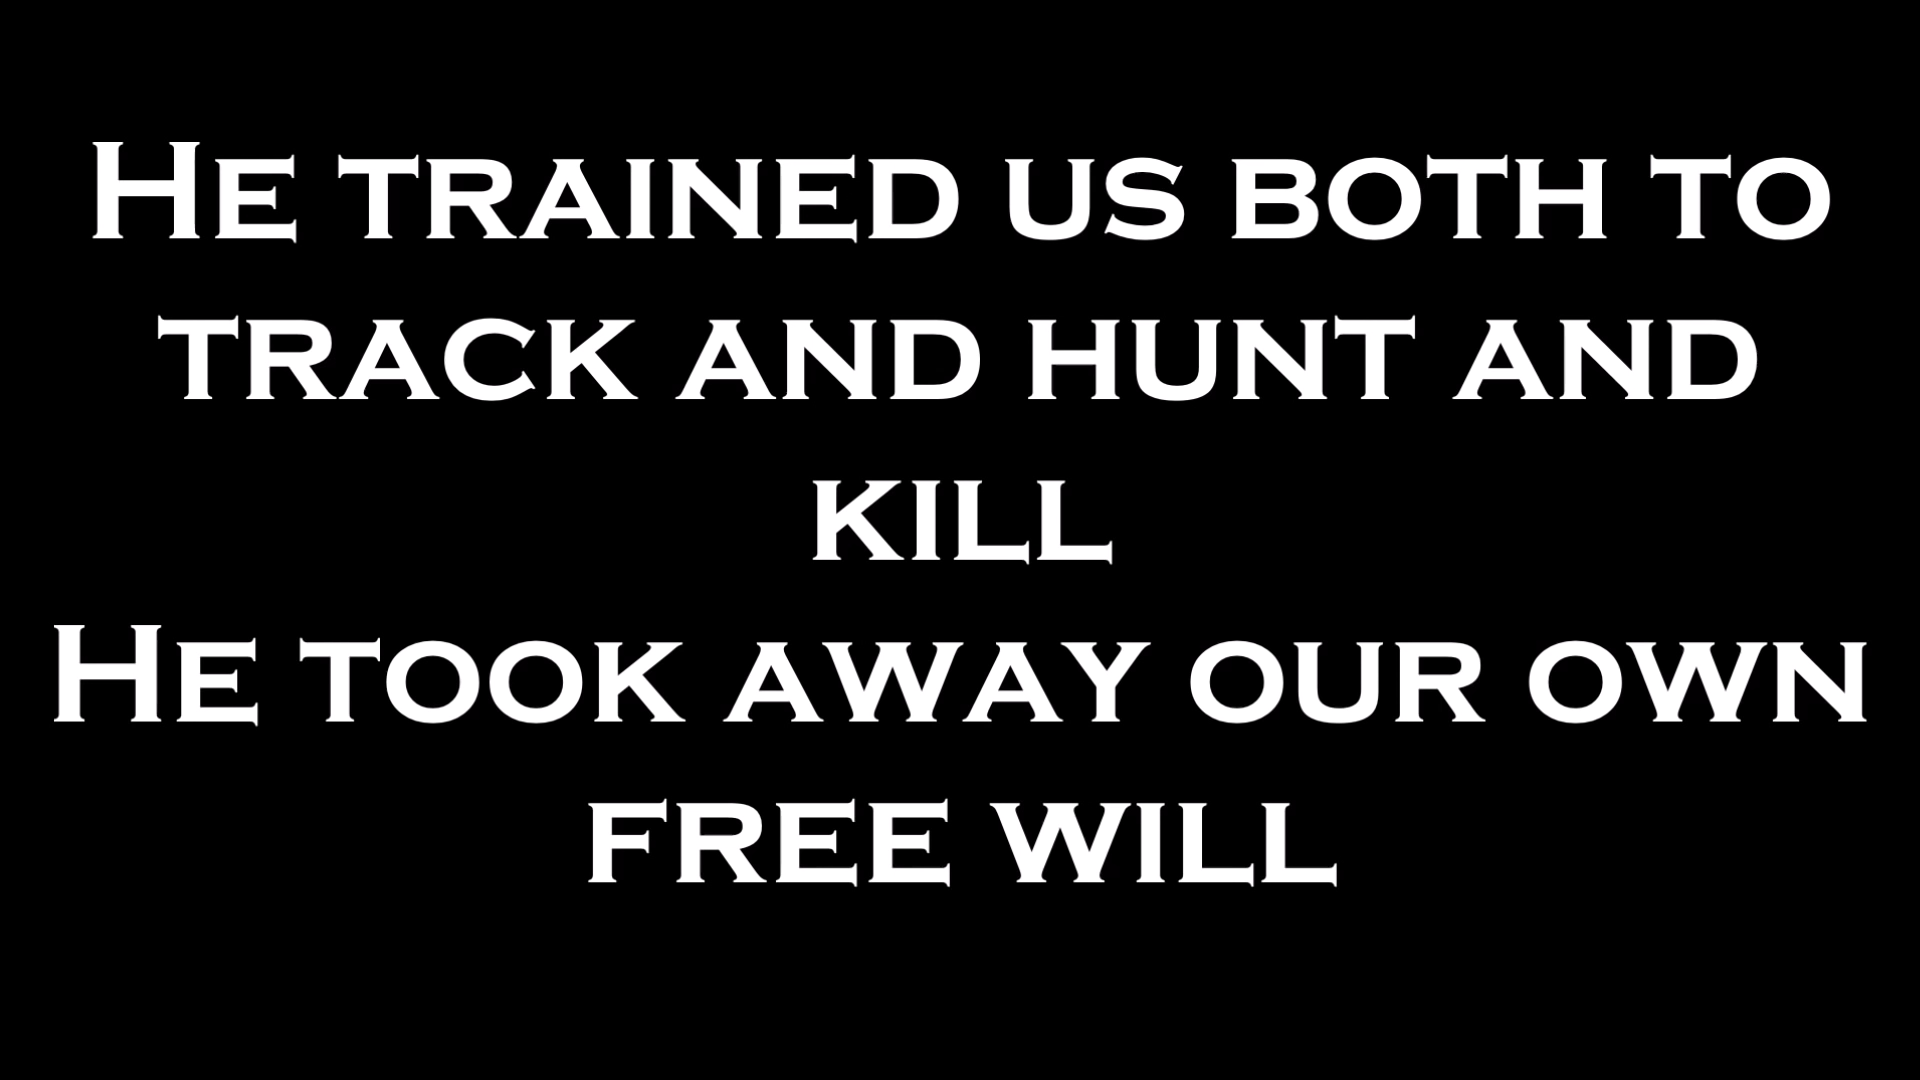 He trained us both to
track and hunt and
kill
He took away our own
free will